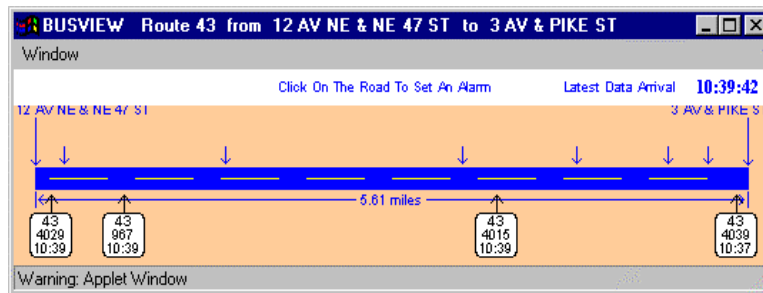 BUSVIEW Route 43 from 12 AV NE & NE 47 ST to 3 AV & PIKE ST
Window
Click On The Road To Set An Alarm Latest Data Arrival 10:39:42
12 AV NE & NE 47 ST 3 AV & PIKE S
5.61 miles
43 43 43 43
4029 967 4015 4039
10:39 10:39 10:39 10:37
Warning: Applet Window